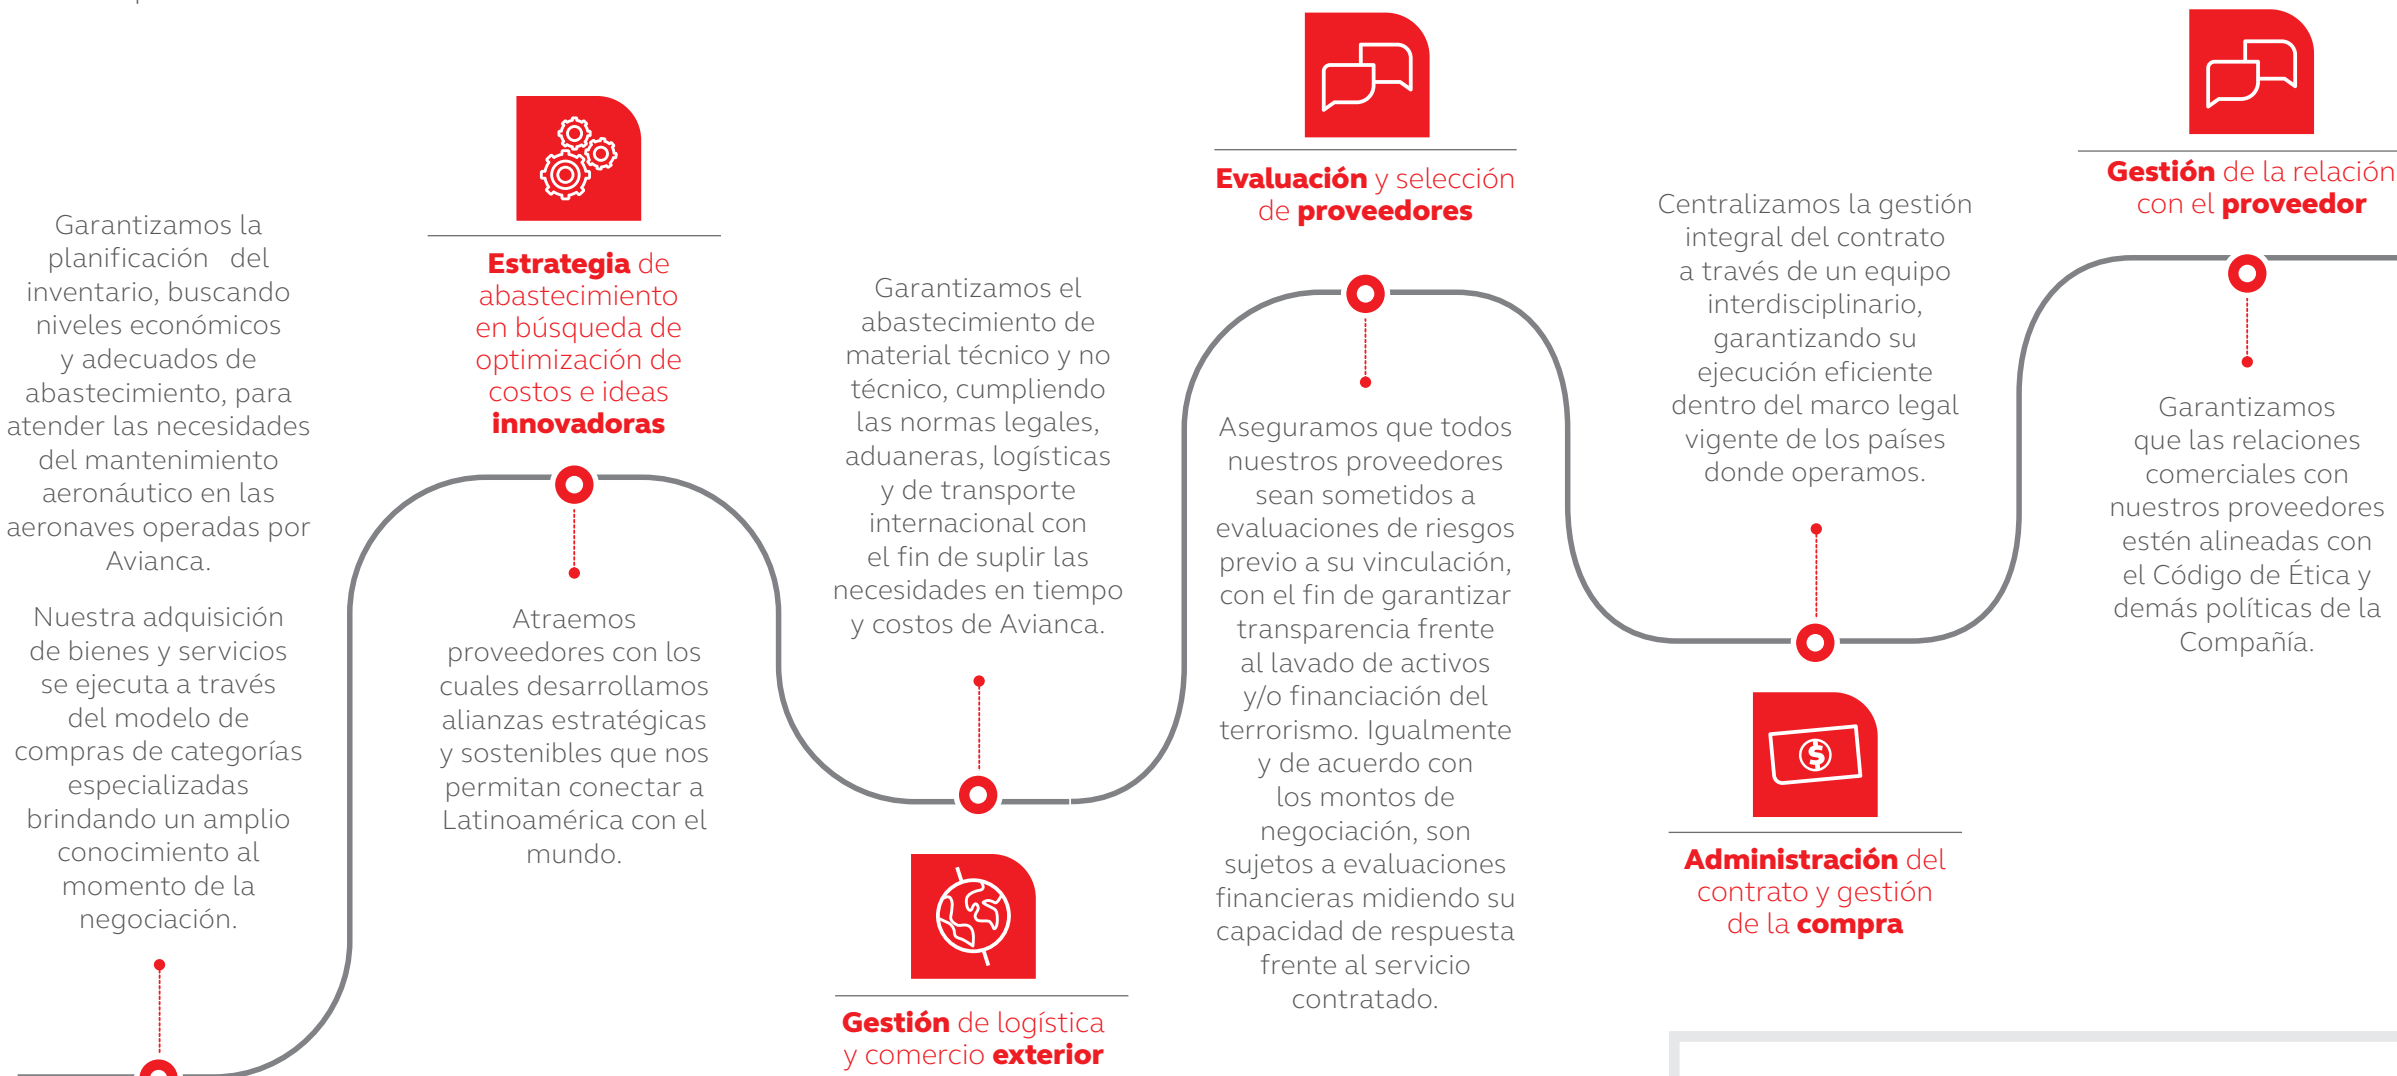 Garantizamos la
planificación del
inventario, buscando
niveles económicos
y adecuados de
abastecimiento, para
atender las necesidades
del mantenimiento
aeronáutico en las
aeronaves operadas por
Avianca.
Nuestra adquisición
de bienes y servicios
se ejecuta a través
del modelo de
compras de categorías
especializadas
brindando un amplio
conocimiento al
momento de la
negociación.
Estrategia de
abastecimiento
en búsqueda de
optimización de
costos e ideas
innovadoras
Atraemos
proveedores con los
cuales desarrollamos
alianzas estratégicas
y sostenibles que nos
permitan conectar a
Latinoamérica con el
mundo.
Garantizamos el
abastecimiento de
material técnico y no
técnico, cumpliendo
las normas legales,
aduaneras, logísticas
y de transporte
internacional con
el fin de suplir las
necesidades en tiempo
y costos de Avianca.
Gestión de logística
y comercio exterior
Evaluación y selección
de proveedores
Aseguramos que todos
nuestros proveedores
sean sometidos a
evaluaciones de riesgos
previo a su vinculación,
con el fin de garantizar
transparencia frente
al lavado de activos
y/o financiación del
terrorismo. Igualmente
y de acuerdo con
los montos de
negociación, son
sujetos a evaluaciones
financieras midiendo su
capacidad de respuesta
frente al servicio
contratado.
Centralizamos la gestión
integral del contrato
a través de un equipo
interdisciplinario,
garantizando su
ejecución eficiente
dentro del marco legal
vigente de los países
donde operamos.
$
Administración del
contrato y gestión
de la compra
Gestión de la relación
con el proveedor
Garantizamos
que las relaciones
comerciales con
nuestros proveedores
estén alineadas con
el Código de Ética y
demás políticas de la
Compañía.